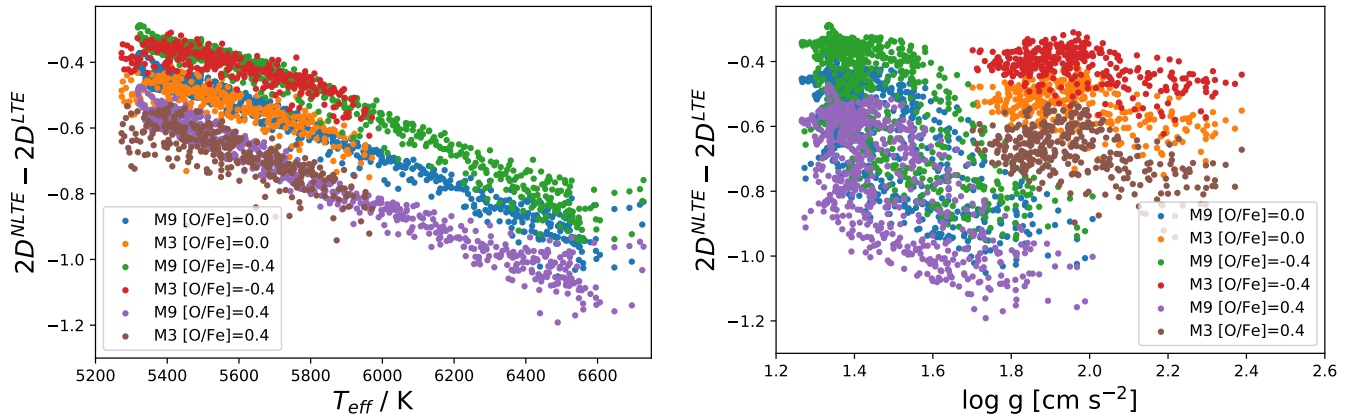 −0.4
−0.6
−0.8
−1.0
−1.2
2D^{NLTE} − 2D^{LTE}
M9 [O/Fe]=0.0
M3 [O/Fe]=0.0
M9 [O/Fe]=-0.4
M3 [O/Fe]=-0.4
M9 [O/Fe]=0.4
M3 [O/Fe]=0.4
5200 5400 5600 5800 6000 6200 6400 6600
T_{eff} / K
−0.4
−0.6
−0.8
−1.0
−1.2
2D^{NLTE} − 2D^{LTE}
M9 [O/Fe]=0.0
M3 [O/Fe]=0.0
M9 [O/Fe]=-0.4
M3 [O/Fe]=-0.4
M9 [O/Fe]=0.4
M3 [O/Fe]=0.4
1.2 1.4 1.6 1.8 2.0 2.2 2.4 2.6
log g [cm s^{−2}]